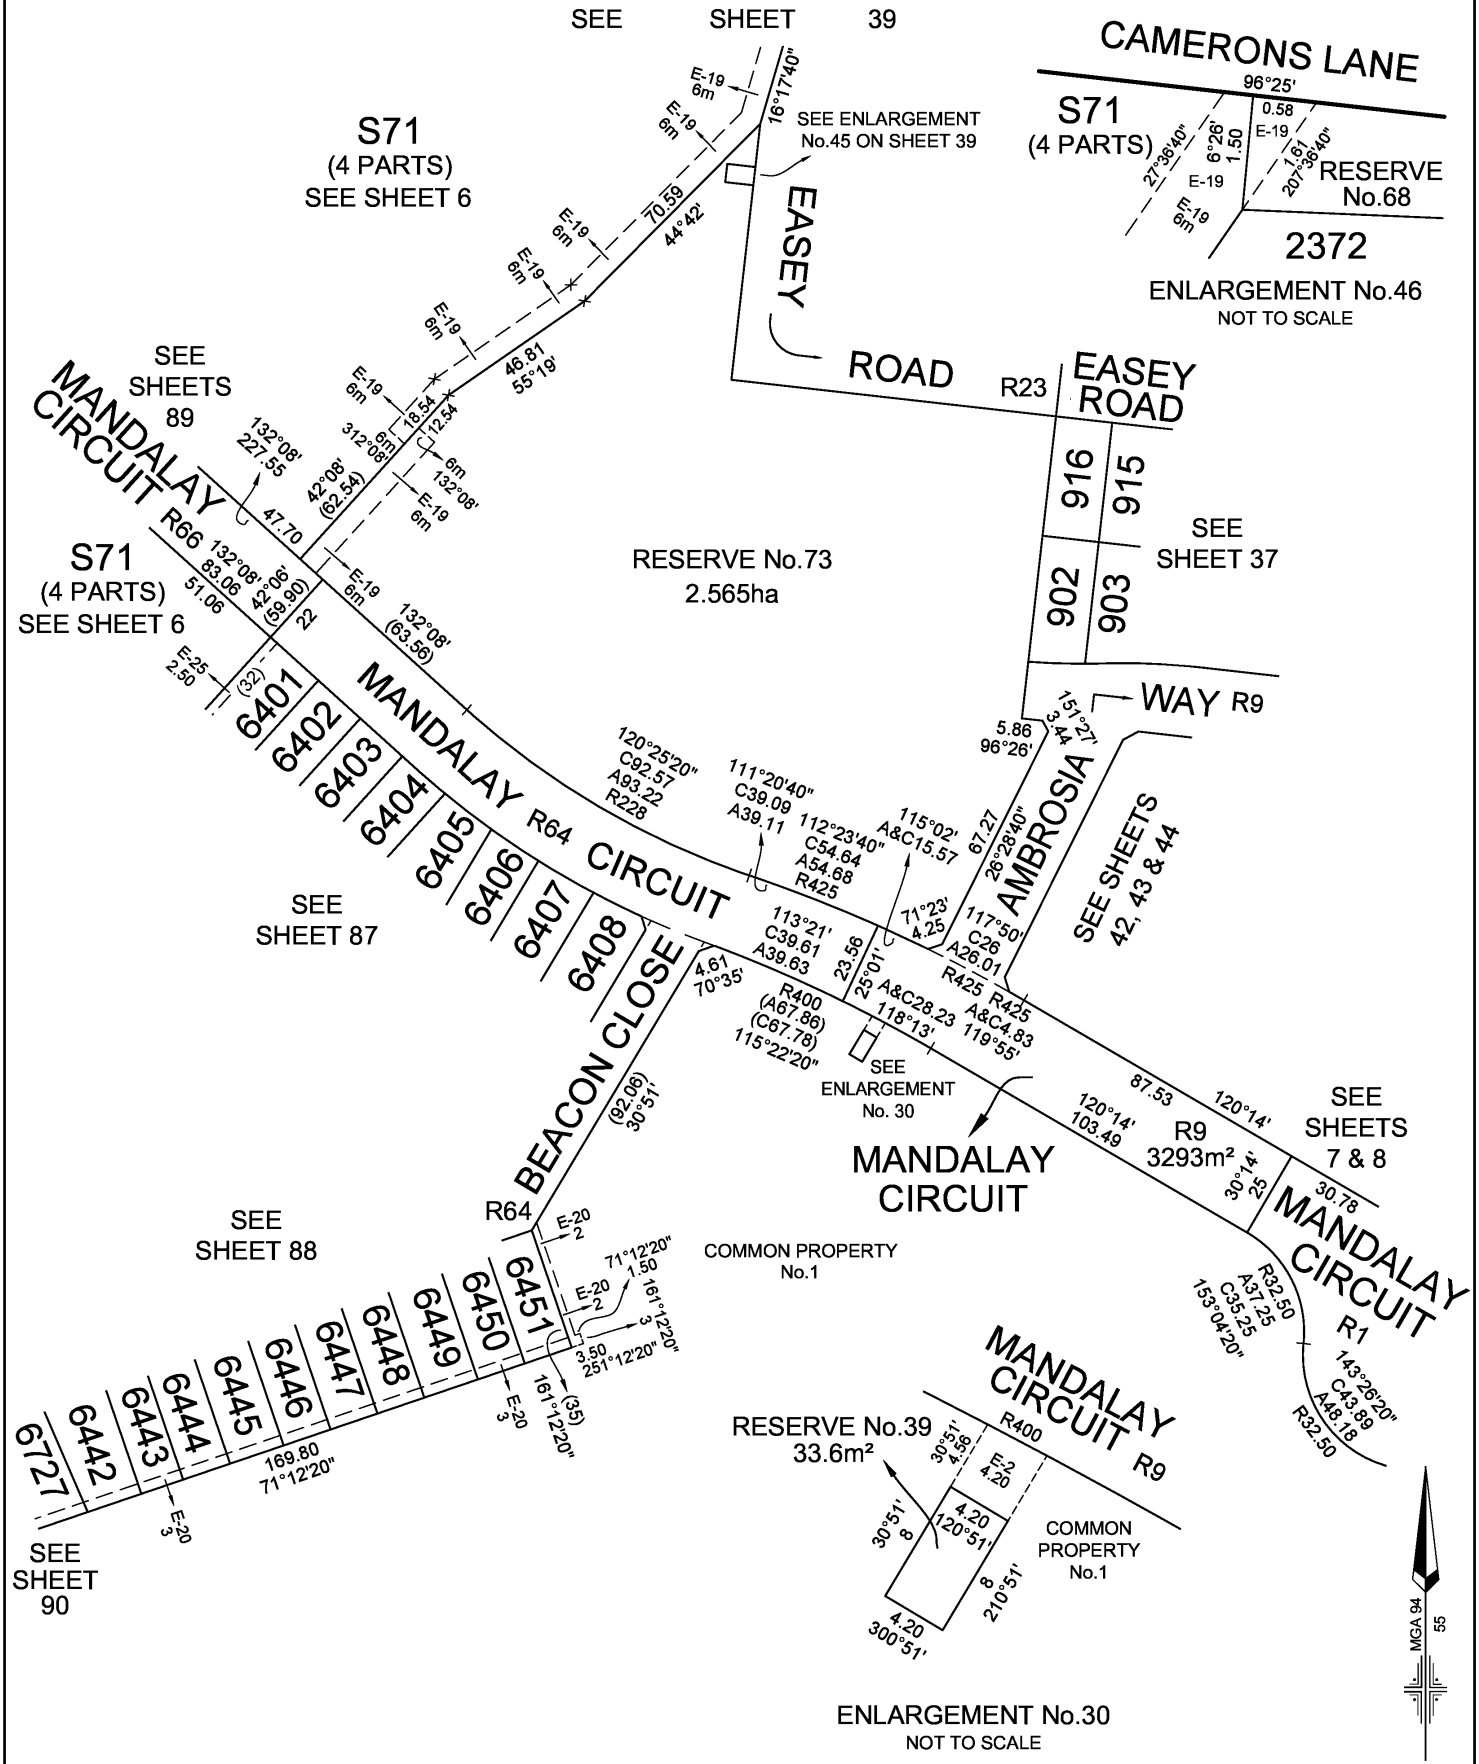 SEE SHEET 39
CAMERONS LANE
96°25'
0.58
S71
(4 PARTS)
27°36'40"
6°26'
1.50
E-19
E-19
1.61
207°36'40"
RESERVE
No.68
E-19
6m
2372
ENLARGEMENT No.46
NOT TO SCALE
E-19
6m
16°17'40"
E-19
6m
SEE ENLARGEMENT
No.45 ON SHEET 39
S71
(4 PARTS)
SEE SHEET 6
70.59
44°42'
E-19
6m
E-19
6m
EASEY
ROAD
R23
EASEY
ROAD
E-19
6m
46.81
55°19'
SEE
SHEETS
89
E-19
6m
18.54
12.54
6m
312°08'
6m
132°08'
MANDALAY
CIRCUIT
R66
132°08'
227.55
42°08'
(62.54)
E-19
6m
47.70
916
915
902
903
SEE
SHEET 37
RESERVE No.73
2.565ha
S71
(4 PARTS)
SEE SHEET 6
132°08'
83.06
51.06
42°06'
(59.90)
22
E-19
6m
132°08'
(63.56)
E-25
2.50
(32)
6401
6402
6403
6404
6405
6406
6407
6408
MANDALAY
R64
CIRCUIT
120°25'20"
C92.57
A93.22
R228
111°20'40"
C39.09
A39.11
112°23'40"
C54.64
A54.68
R425
115°02'
A&C15.57
5.86
96°26'
151°27'
3.44
WAY R9
AMBROSIA
67.27
26°28'40"
SEE SHEETS
42, 43 & 44
71°23'
4.25
117°50'
C26
A26.01
R425
R425
A&C4.83
119°55'
SEE
SHEET 87
113°21'
C39.61
A39.63
23.56
25°01'
A&C28.23
118°13'
4.61
70°35'
R400
(A67.86)
(C67.78)
115°22'20"
SEE
ENLARGEMENT
No. 30
BEACON CLOSE
(92.06)
30°51'
R64
MANDALAY
CIRCUIT
87.53
120°14'
120°14'
103.49
R9
3293m²
30°14'
25
SEE
SHEETS
7 & 8
30.78
MANDALAY
CIRCUIT
R1
R32.50
A37.25
C35.25
153°04'20"
143°26'20"
C43.89
A48.18
R32.50
SEE
SHEET 88
E-20
2
E-20
2
71°12'20"
1.50
161°12'20"
3
3.50
251°12'20"
COMMON PROPERTY
No.1
6451
6450
6449
6448
6447
6446
6445
6444
6443
6442
6727
E-20
3
(35)
161°12'20"
169.80
71°12'20"
E-20
3
SEE
SHEET
90
MANDALAY
CIRCUIT R9
R400
RESERVE No.39
33.6m²
30°51'
4.56
E-2
4.20
4.20
120°51'
30°51'
8
8
210°51'
4.20
300°51'
COMMON
PROPERTY
No.1
ENLARGEMENT No.30
NOT TO SCALE
MGA 94
55